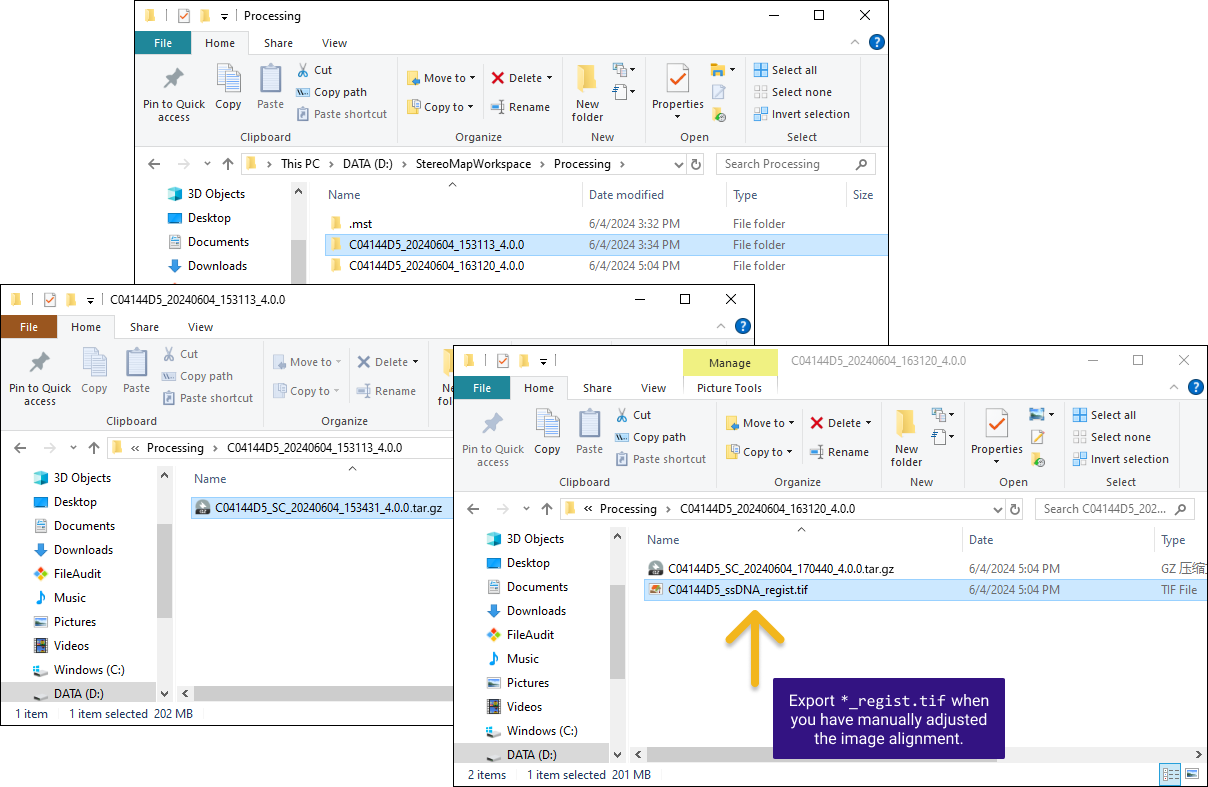 Processing
File
Home
Share
View
Pin to Quick
access
Copy
Paste
Cut
Copy path
Paste shortcut
Clipboard
Move to
Copy to
Delete
Rename
Organize
New
folder
New
Properties
Open
Select all
Select none
Invert selection
Select
This PC > DATA (D:) > StereoMapWorkspace > Processing >
Search Processing
3D Objects
Desktop
Documents
Downloads
Name Date modified Type Size
.mst 6/4/2024 3:32 PM File folder
C04144D5_20240604_153113_4.0.0 6/4/2024 3:34 PM File folder
C04144D5_20240604_163120_4.0.0 6/4/2024 5:04 PM File folder
C04144D5_20240604_153113_4.0.0
File
Home
Share
View
Pin to Quick
access
Copy
Paste
Cut
Copy path
Paste shortcut
Clipboard
Move to
Copy to
Delete
Rename
Organize
« Processing > C04144D5_20240604_153113_4.0.0
3D Objects
Desktop
Documents
Downloads
FileAudit
Music
Pictures
Videos
Windows (C:)
DATA (D:)
Name
C04144D5_SC_20240604_153431_4.0.0.tar.gz
1 item 1 item selected 202 MB
Manage
C04144D5_20240604_163120_4.0.0
File
Home
Share
View
Picture Tools
Pin to Quick
access
Copy
Paste
Cut
Copy path
Paste shortcut
Clipboard
Move to
Copy to
Delete
Rename
Organize
New
folder
New
Properties
Open
Select all
Select none
Invert selection
Select
« Processing > C04144D5_20240604_163120_4.0.0
Search C04144D5_202...
3D Objects
Desktop
Documents
Downloads
FileAudit
Music
Pictures
Videos
Windows (C:)
DATA (D:)
Name Date Type
C04144D5_SC_20240604_170440_4.0.0.tar.gz 6/4/2024 5:04 PM GZ 压缩
C04144D5_ssDNA_regist.tif 6/4/2024 5:04 PM TIF File
Export *_regist.tif when
you have manually adjusted
the image alignment.
2 items 1 item selected 201 MB